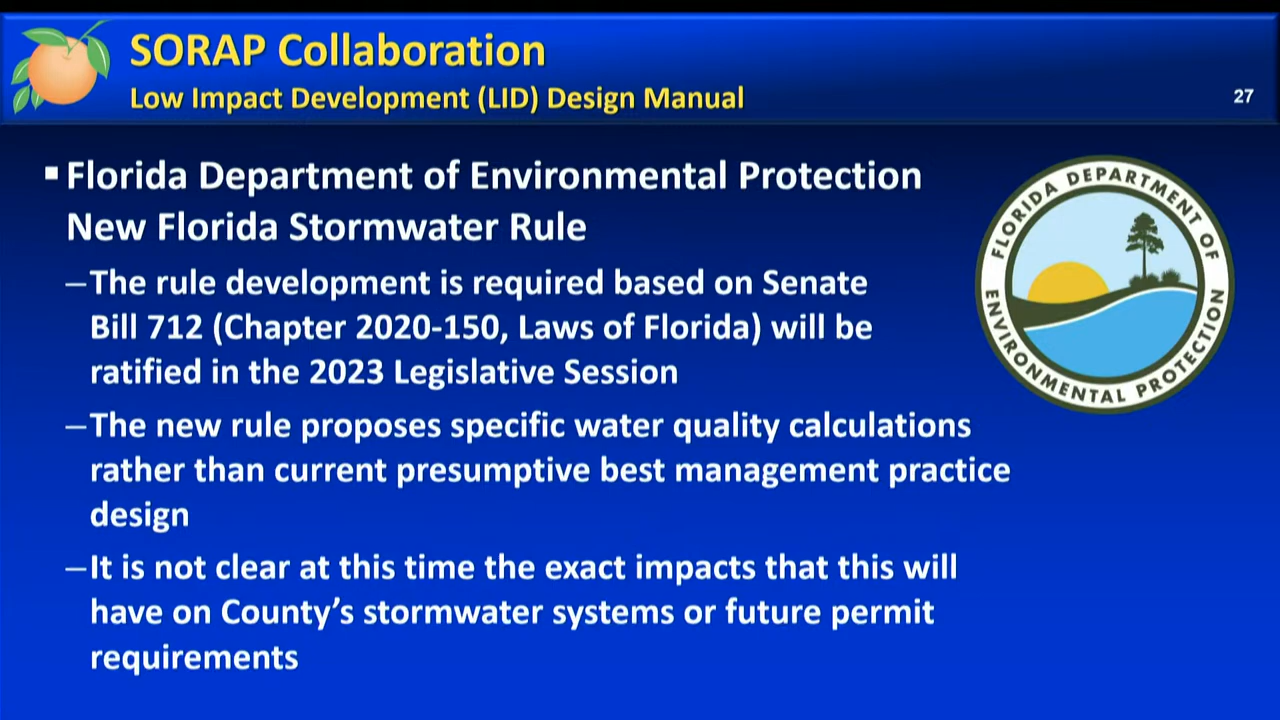 SORAP Collaboration
Low Impact Development (LID) Design Manual
27
▪ Florida Department of Environmental Protection
New Florida Stormwater Rule
–The rule development is required based on Senate
Bill 712 (Chapter 2020-150, Laws of Florida) will be
ratified in the 2023 Legislative Session
–The new rule proposes specific water quality calculations
rather than current presumptive best management practice
design
–It is not clear at this time the exact impacts that this will
have on County’s stormwater systems or future permit
requirements
FLORIDA DEPARTMENT OF
ENVIRONMENTAL PROTECTION